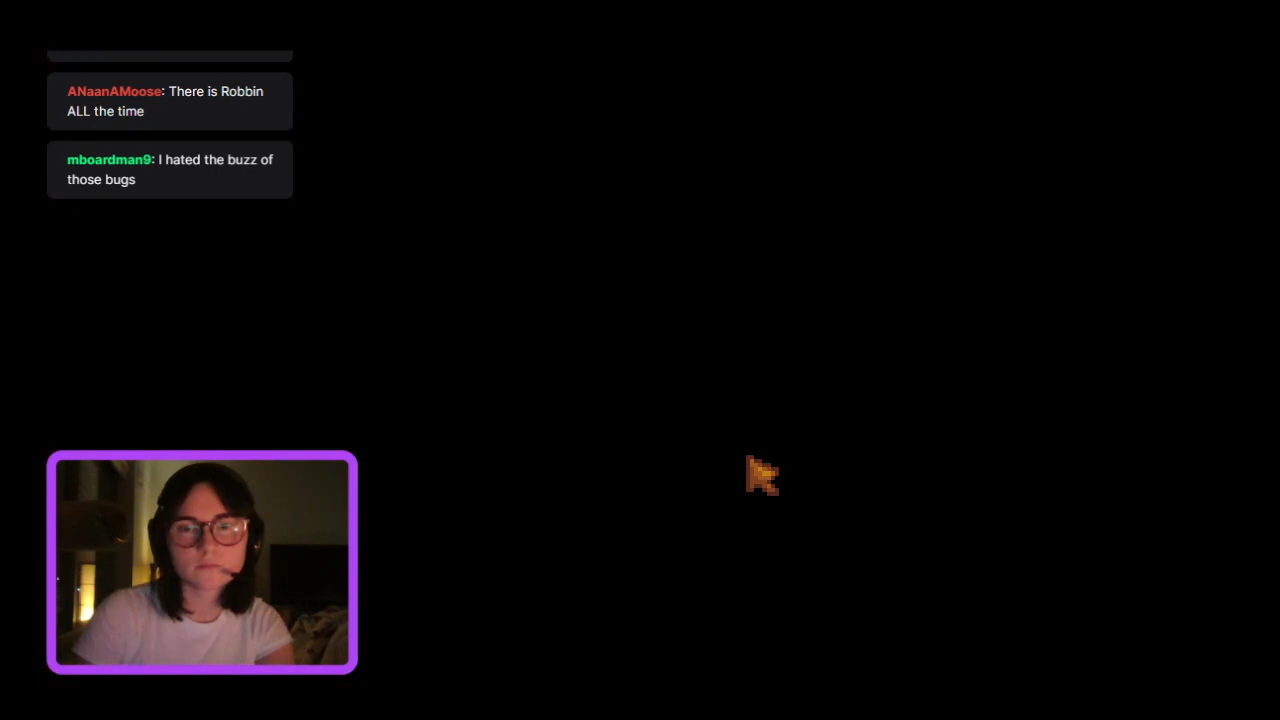 ANaanAMoose: There is Robbin
ALL the time
mboardman9: I hated the buzz of
those bugs